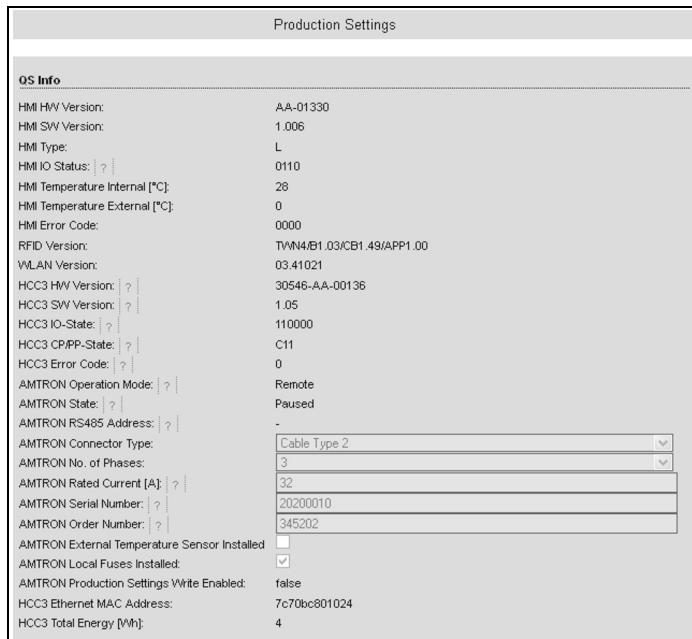 Production Settings
QS Info
HMI HW Version: AA-01330
HMI SW Version: 1.006
HMI Type: L
HMI IO Status: ? 0110
HMI Temperature Internal [°C]: 28
HMI Temperature External [°C]: 0
HMI Error Code: 0000
RFID Version: TWN4/B1.03/CB1.49/APP1.00
WLAN Version: 03.41021
HCC3 HW Version: ? 30546-AA-00136
HCC3 SW Version: ? 1.05
HCC3 IO-State: ? 110000
HCC3 CP/PP-State: ? C11
HCC3 Error Code: ? 0
AMTRON Operation Mode: ? Remote
AMTRON State: ? Paused
AMTRON RS485 Address: ? -
AMTRON Connector Type: Cable Type 2
AMTRON No. of Phases: 3
AMTRON Rated Current [A]: ? 32
AMTRON Serial Number: ? 20200010
AMTRON Order Number: ? 345202
AMTRON External Temperature Sensor Installed
AMTRON Local Fuses Installed:
AMTRON Production Settings Write Enabled: false
HCC3 Ethernet MAC Address: 7c70bc801024
HCC3 Total Energy [Wh]: 4